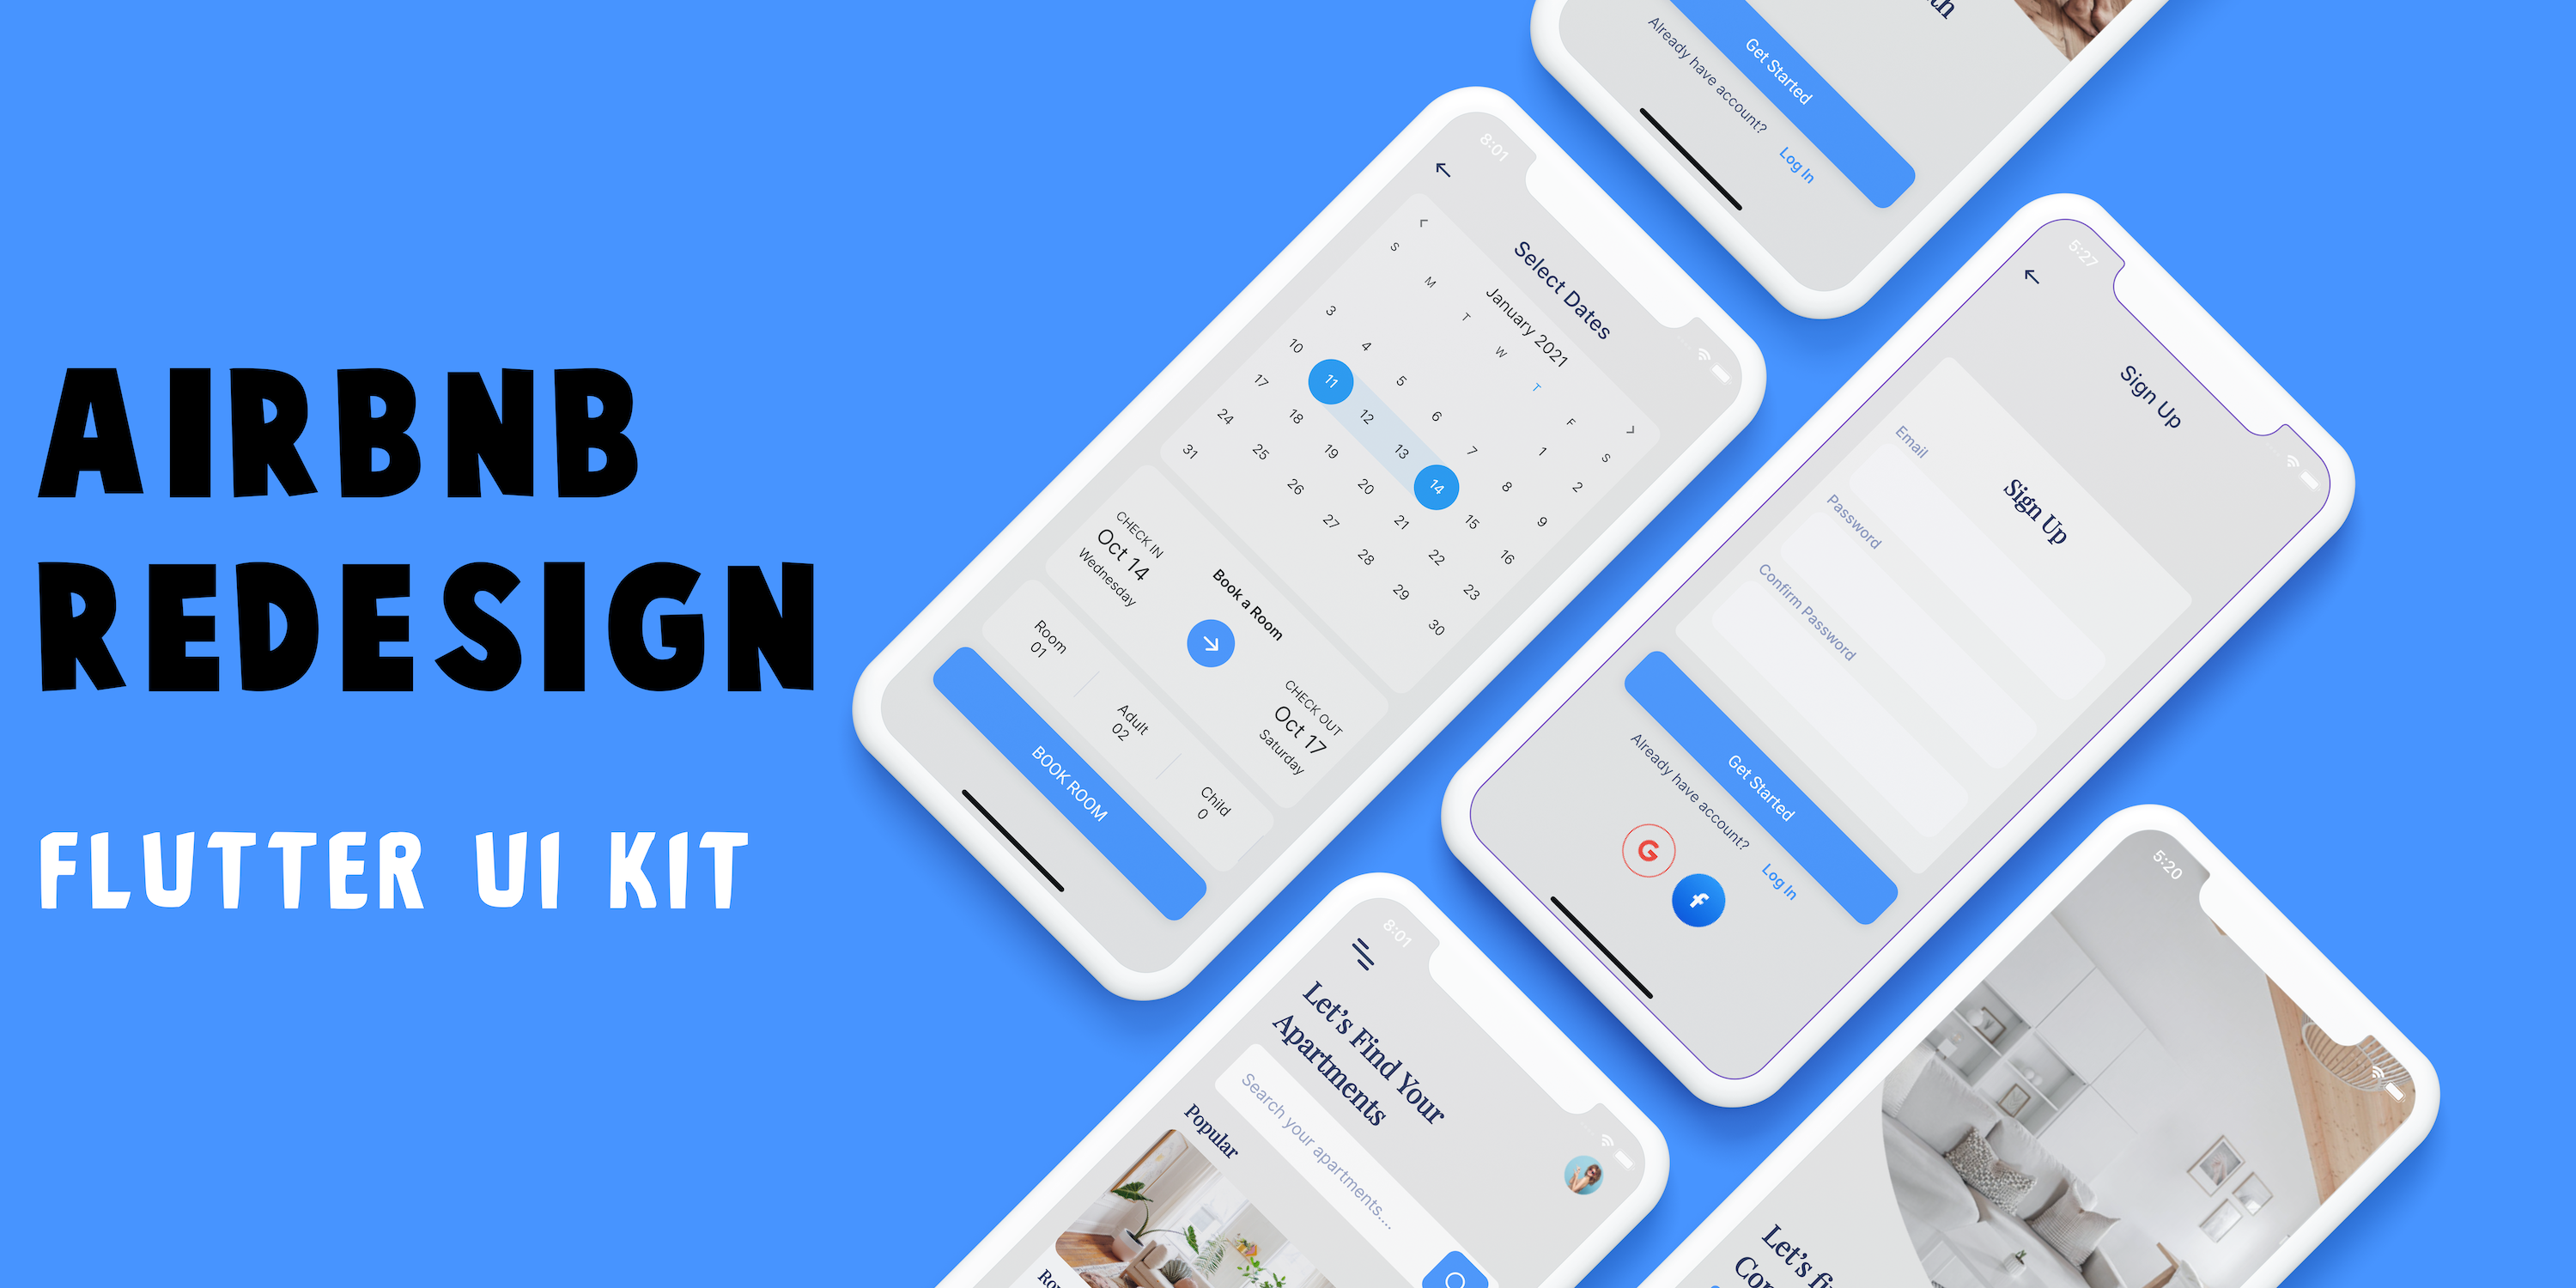 AIRBNB
REDESIGN
FLUTTER UI KIT
Get Started
Already have account? Log In
8:01
Select Dates
January 2021
S M T W T F S
1 2
3 4 5 6 7 8 9
10 11 12 13 14 15 16
17 18 19 20 21 22 23
24 25 26 27 28 29 30
31
Book a Room
CHECK IN
Oct 14
Wednesday
CHECK OUT
Oct 17
Saturday
Room
01
Adult
02
Child
0
BOOK ROOM
5:27
Sign Up
Sign Up
Email
Password
Confirm Password
Get Started
Already have account? Log In
G
f
8:01
Let's Find Your
Apartments
Search your apartments....
Popular
5:20
Let's